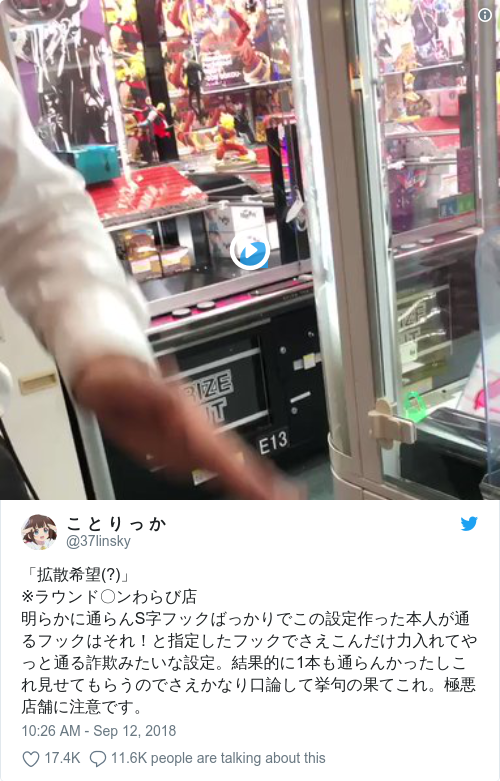 PRIZE
E13
ことりっか
@37linsky
「拡散希望(?)」
※ラウンド〇ンわらび店
明らかに通らんS字フックばっかりでこの設定作った本人が通
るフックはそれ！と指定したフックでさえこんだけ力入れてや
っと通る詐欺みたいな設定。結果的に1本も通らんかったしこ
れ見せてもらうのでさえかなり口論して挙句の果てこれ。極悪
店舗に注意です。
10:26 AM - Sep 12, 2018
17.4K 11.6K people are talking about this